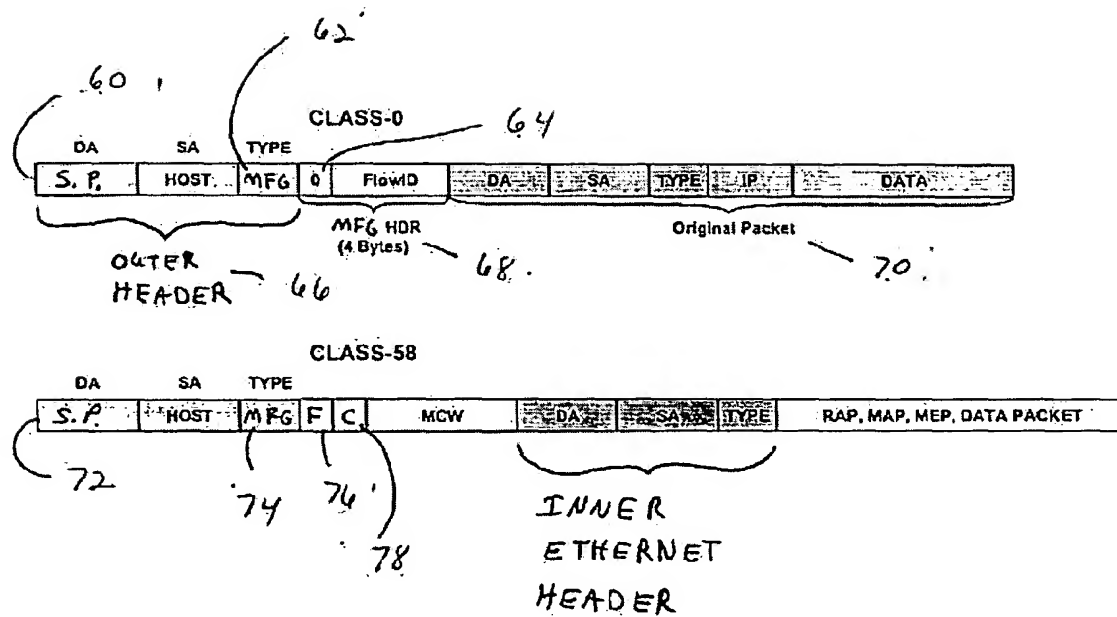 62'
60
CLASS-0
64
DA SA TYPE
S.P. HOST MFG 0 FlowID DA SA TYPE IP DATA
MFG HDR
(4 Bytes)
Original Packet
68.
70
OUTER
HEADER
66
CLASS-58
DA SA TYPE
S.P. HOST MFG F C MCW DA SA TYPE RAP, MAP, MEP, DATA PACKET
72
74
76
78
INNER
ETHERNET
HEADER